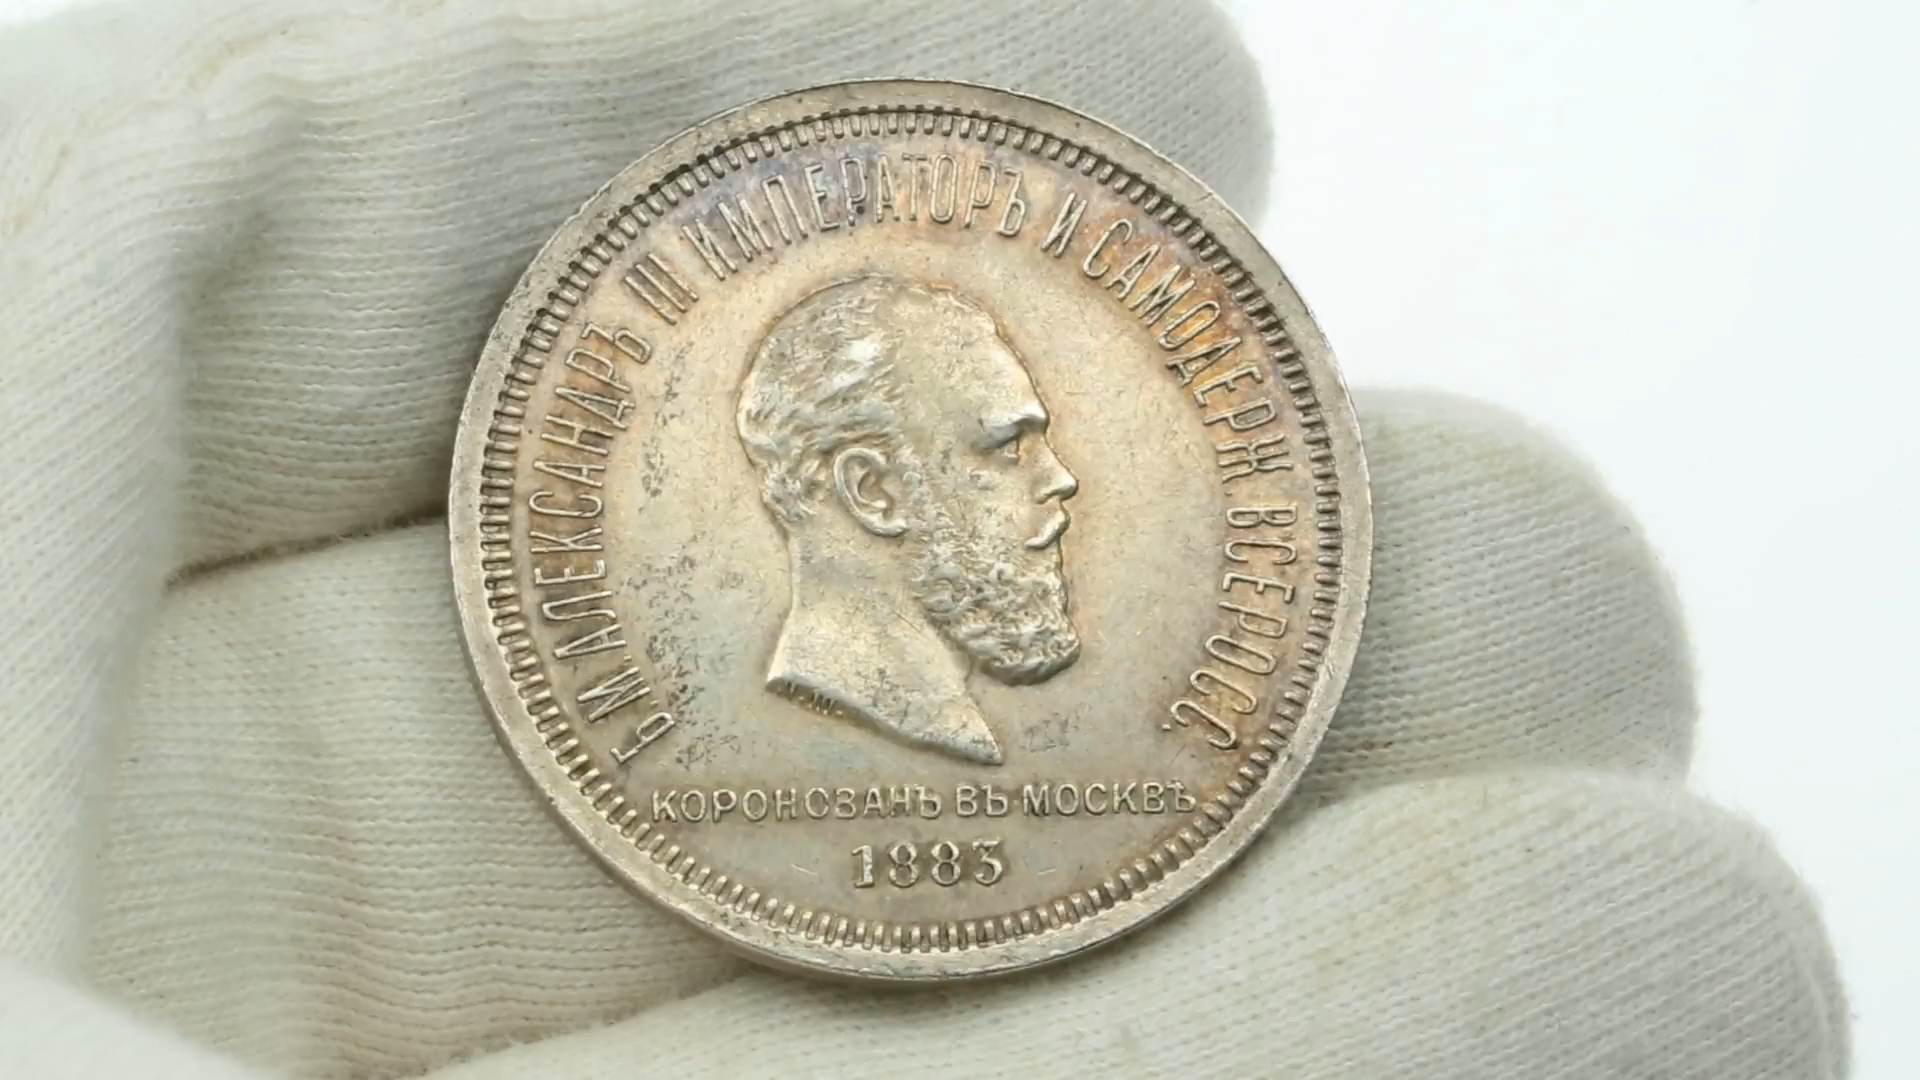 Б.М.АЛЕКСАНДРЪ III ИМПЕРАТОРЪ И САМОДЕРЖ.ВСЕРОСС.
КОРОНОВАНЪ ВЪ МОСКВѢ
1883